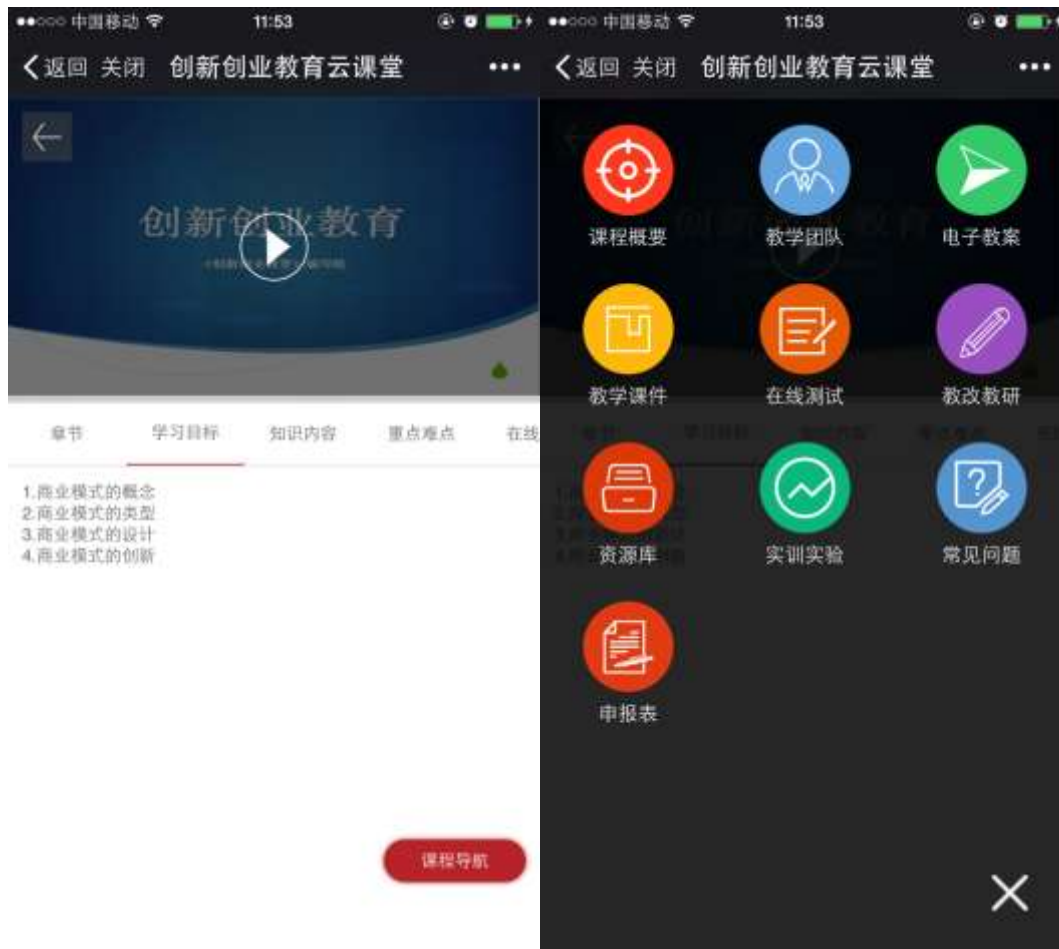 中国移动 11:53
返回 关闭 创新创业教育云课堂
创新创业教育
章节 学习目标 知识内容 重点难点 在线
1.商业模式的概念
2.商业模式的类型
3.商业模式的设计
4.商业模式的创新
课程导航
中国移动 11:53
返回 关闭 创新创业教育云课堂
课程概要 教学团队 电子教案
教学课件 在线测试 教改教研
资源库 实训实验 常见问题
申报表